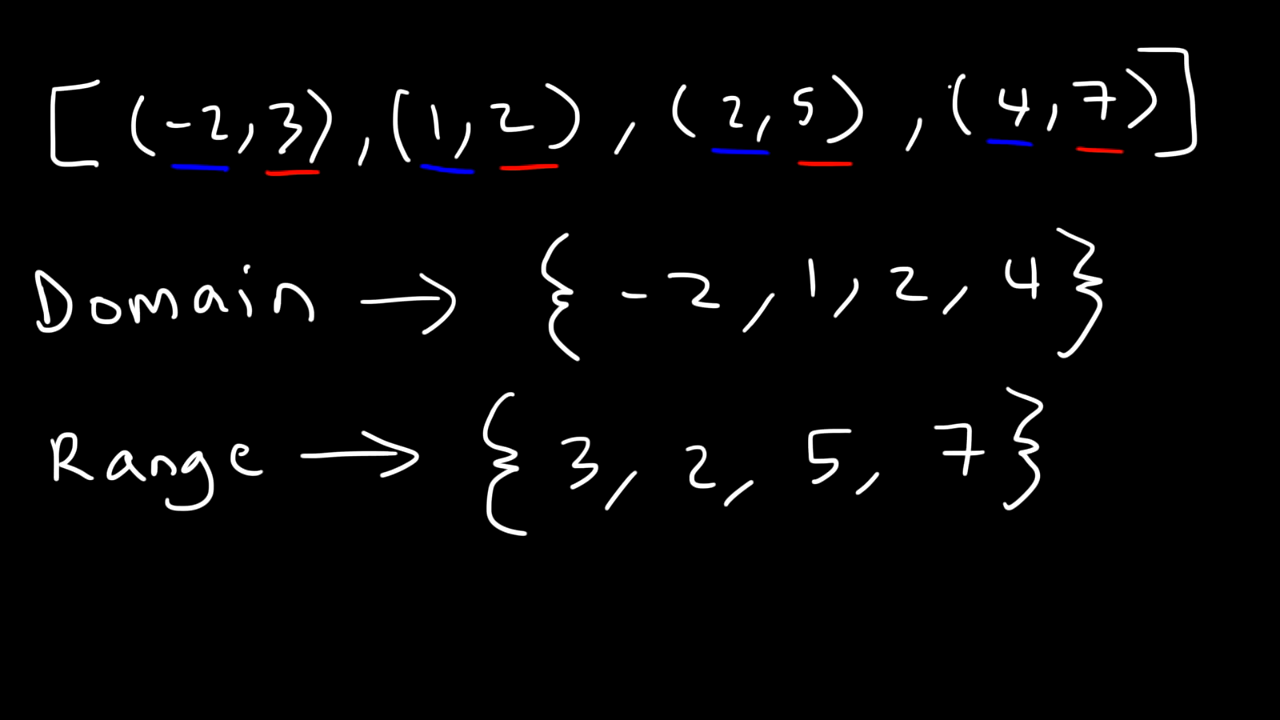 [(-2,3),(1,2),(2,5),(4,7)]
Domain → {-2,1,2,4}
Range → {3,2,5,7}